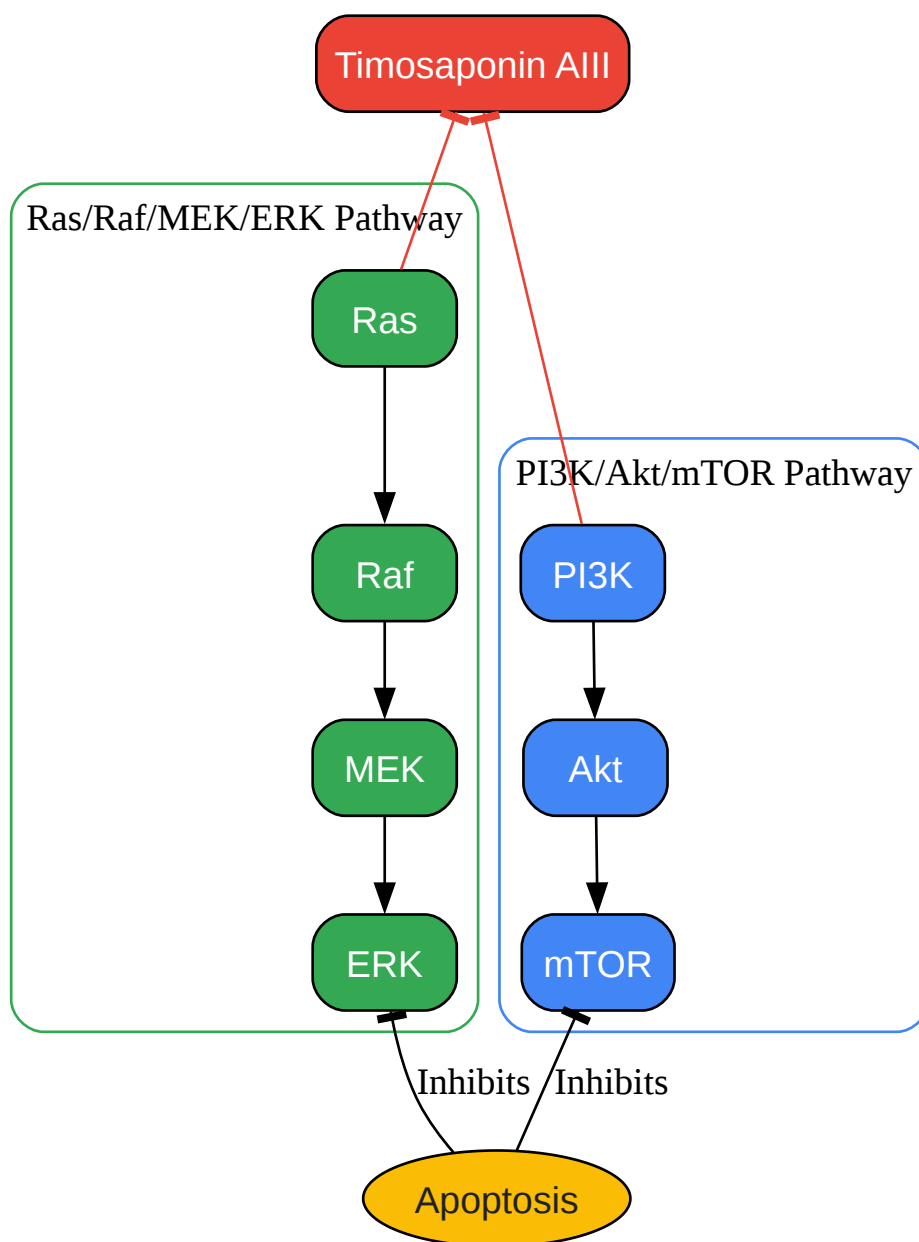 Timosaponin AIII
Ras/Raf/MEK/ERK Pathway
Ras
PI3K/Akt/mTOR Pathway
Raf
PI3K
MEK
Akt
ERK
mTOR
Inhibits
Inhibits
Apoptosis